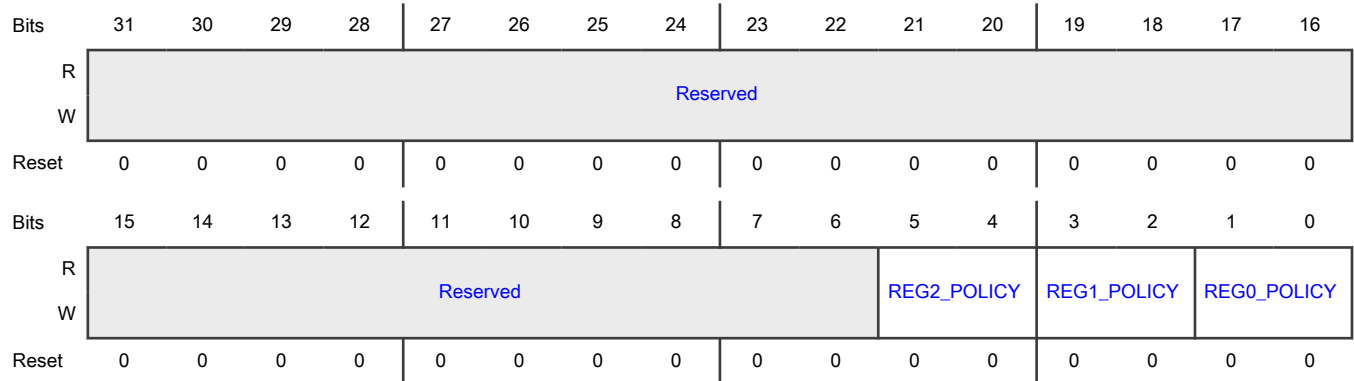 Bits 31 30 29 28 27 26 25 24 23 22 21 20 19 18 17 16
R
Reserved
W
Reset 0 0 0 0 0 0 0 0 0 0 0 0 0 0 0 0
Bits 15 14 13 12 11 10 9 8 7 6 5 4 3 2 1 0
R
Reserved REG2_POLICY REG1_POLICY REG0_POLICY
W
Reset 0 0 0 0 0 0 0 0 0 0 0 0 0 0 0 0